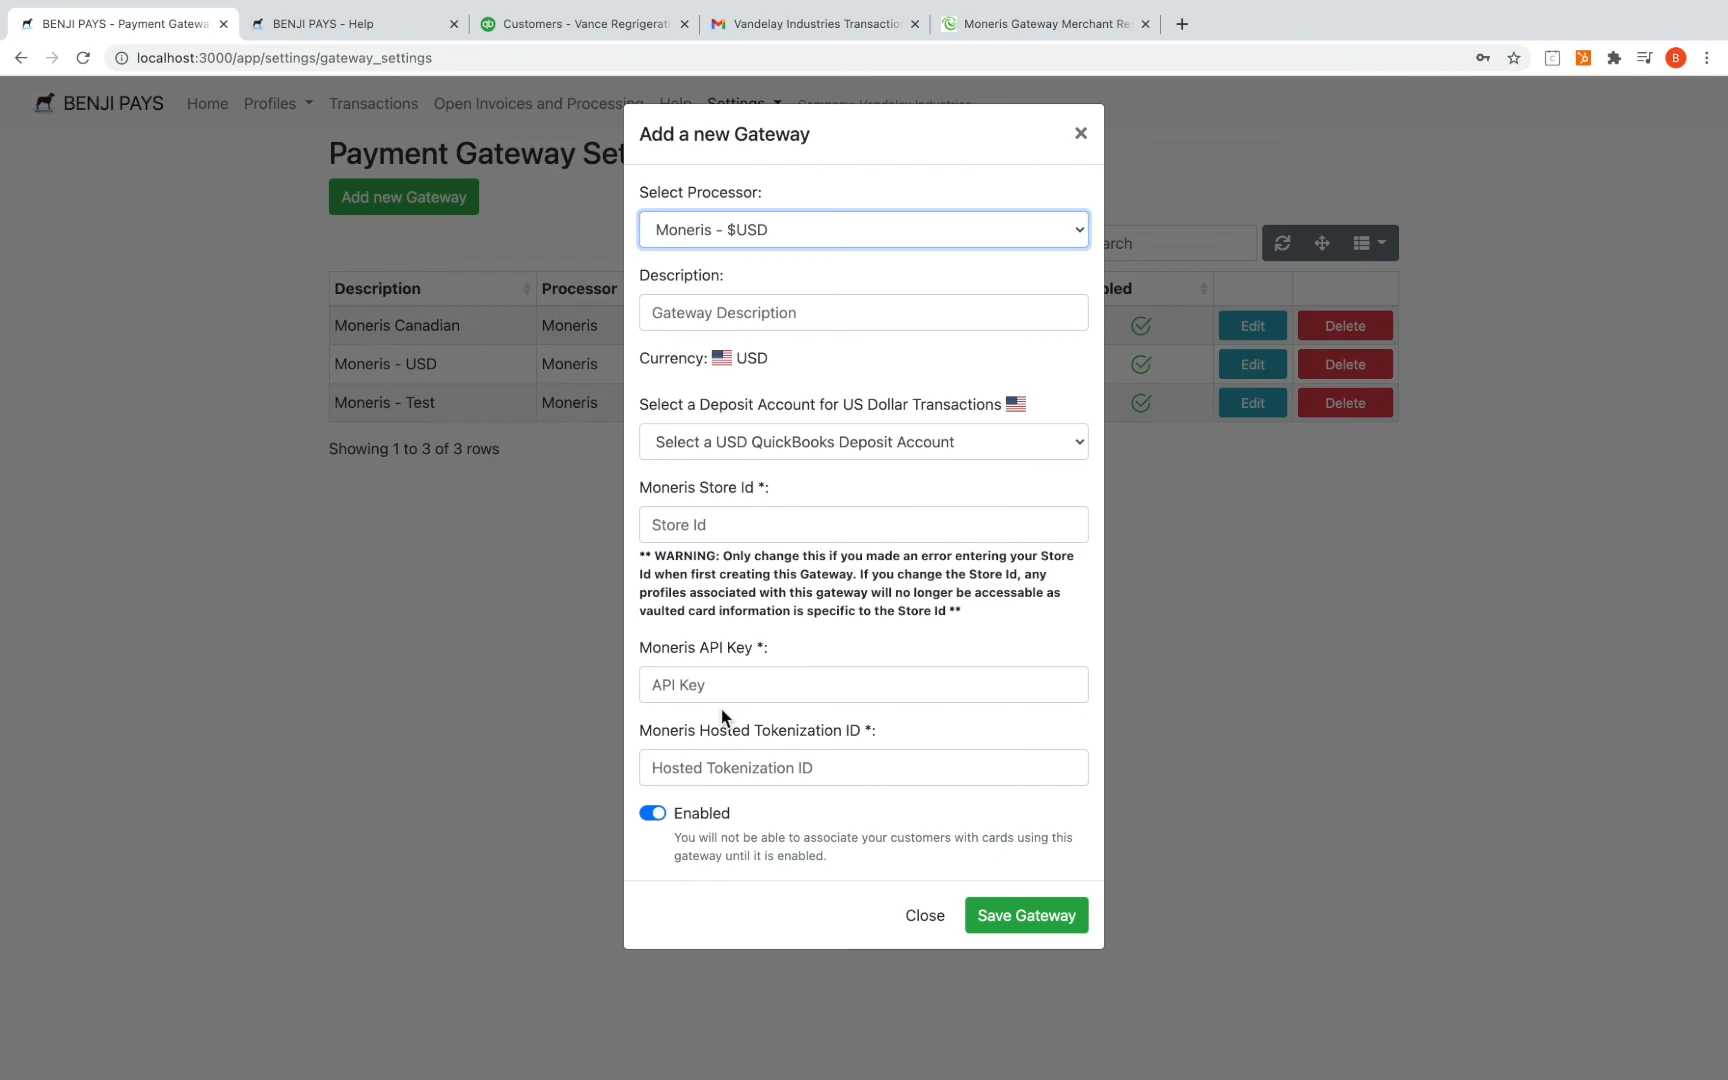 BENJI PAYS - Payment Gatewa
BENJI PAYS - Help
Customers - Vance Regrigerati
Vandelay Industries Transactio
Moneris Gateway Merchant Re
localhost:3000/app/settings/gateway_settings
B
BENJI PAYS
Home
Profiles
Transactions
Open Invoices and Processing
Help
Settings
Company: Vandelay Industries
Payment Gateway Set
Add new Gateway
arch
Description
Processor
bled
Moneris Canadian
Moneris
Edit
Delete
Moneris - USD
Moneris
Edit
Delete
Moneris - Test
Moneris
Edit
Delete
Showing 1 to 3 of 3 rows
Add a new Gateway
Select Processor:
Moneris - $USD
Description:
Gateway Description
Currency: USD
Select a Deposit Account for US Dollar Transactions
Select a USD QuickBooks Deposit Account
Moneris Store Id *:
Store Id
** WARNING: Only change this if you made an error entering your Store
Id when first creating this Gateway. If you change the Store Id, any
profiles associated with this gateway will no longer be accessable as
vaulted card information is specific to the Store Id **
Moneris API Key *:
API Key
Moneris Hosted Tokenization ID *:
Hosted Tokenization ID
Enabled
You will not be able to associate your customers with cards using this
gateway until it is enabled.
Close
Save Gateway